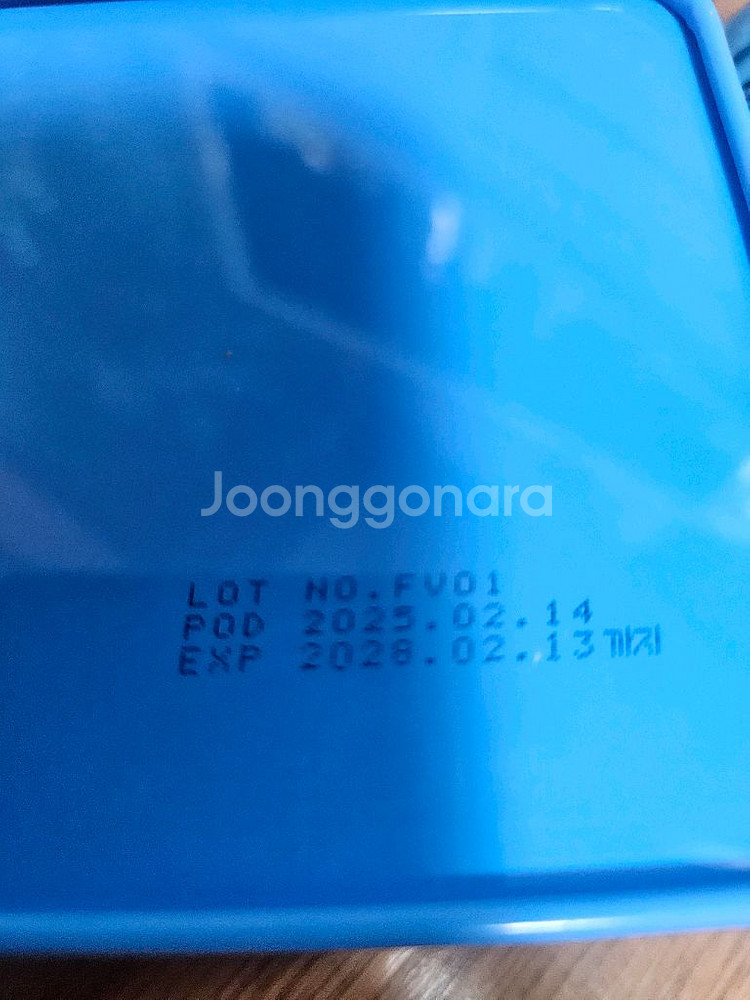 Joonggonara
LOT NO.FV01
POD 2025.02.14
EXP 2028.02.13까지